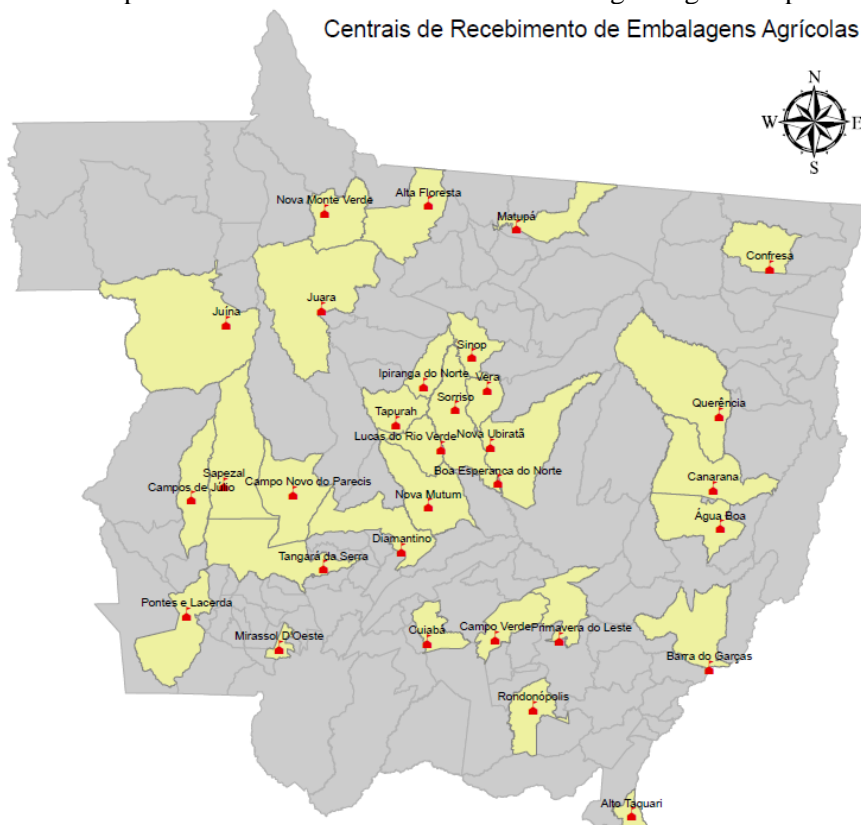 Centrais de Recebimento de Embalagens Agrícolas
N
W
E
S
Alta Floresta
Nova Monte Verde
Matupá
Confresa
Juína
Juara
Sinop
Ipiranga do Norte
Vera
Sorriso
Tapurah
Querência
Lucas do Rio Verde
Nova Ubiratã
Boa Esperança do Norte
Sapezal
Campo Novo do Parecis
Campos de Júlio
Canarana
Nova Mutum
Água Boa
Diamantino
Tangará da Serra
Pontes e Lacerda
Mirassol D'Oeste
Cuiabá
Campo Verde
Primavera do Leste
Barra do Garças
Rondonópolis
Alto Taquari